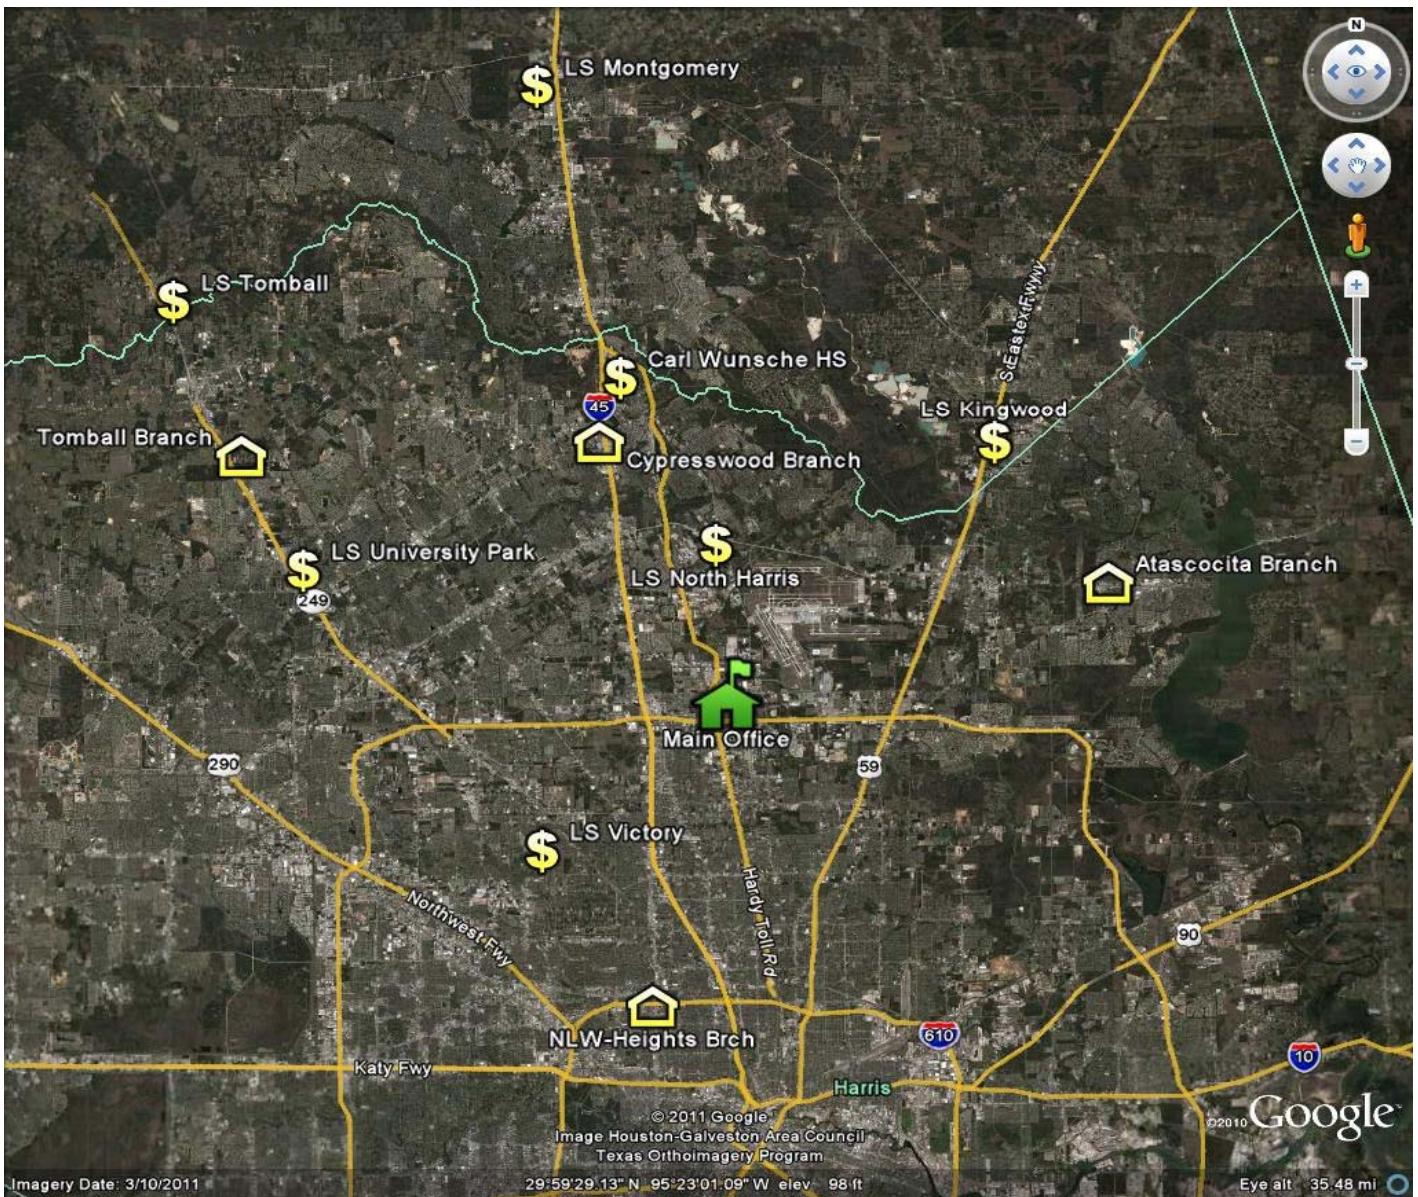 N
LS Montgomery
LS Tomball
Carl Wunsche HS
45
LS Kingwood
Tomball Branch
Cypresswood Branch
LS University Park
249
LS North Harris
Atascocita Branch
Main Office
290
59
LS Victory
Northwest Fwy
Hardy Toll Rd
90
NLW-Heights Brch
610
10
Katy Fwy
Harris
© 2011 Google
Image Houston-Galveston Area Council
Texas Orthoimagery Program
©2010 Google
Imagery Date: 3/10/2011
29°59'29.13" N 95°23'01.09" W elev 98 ft
Eye alt 35.48 mi